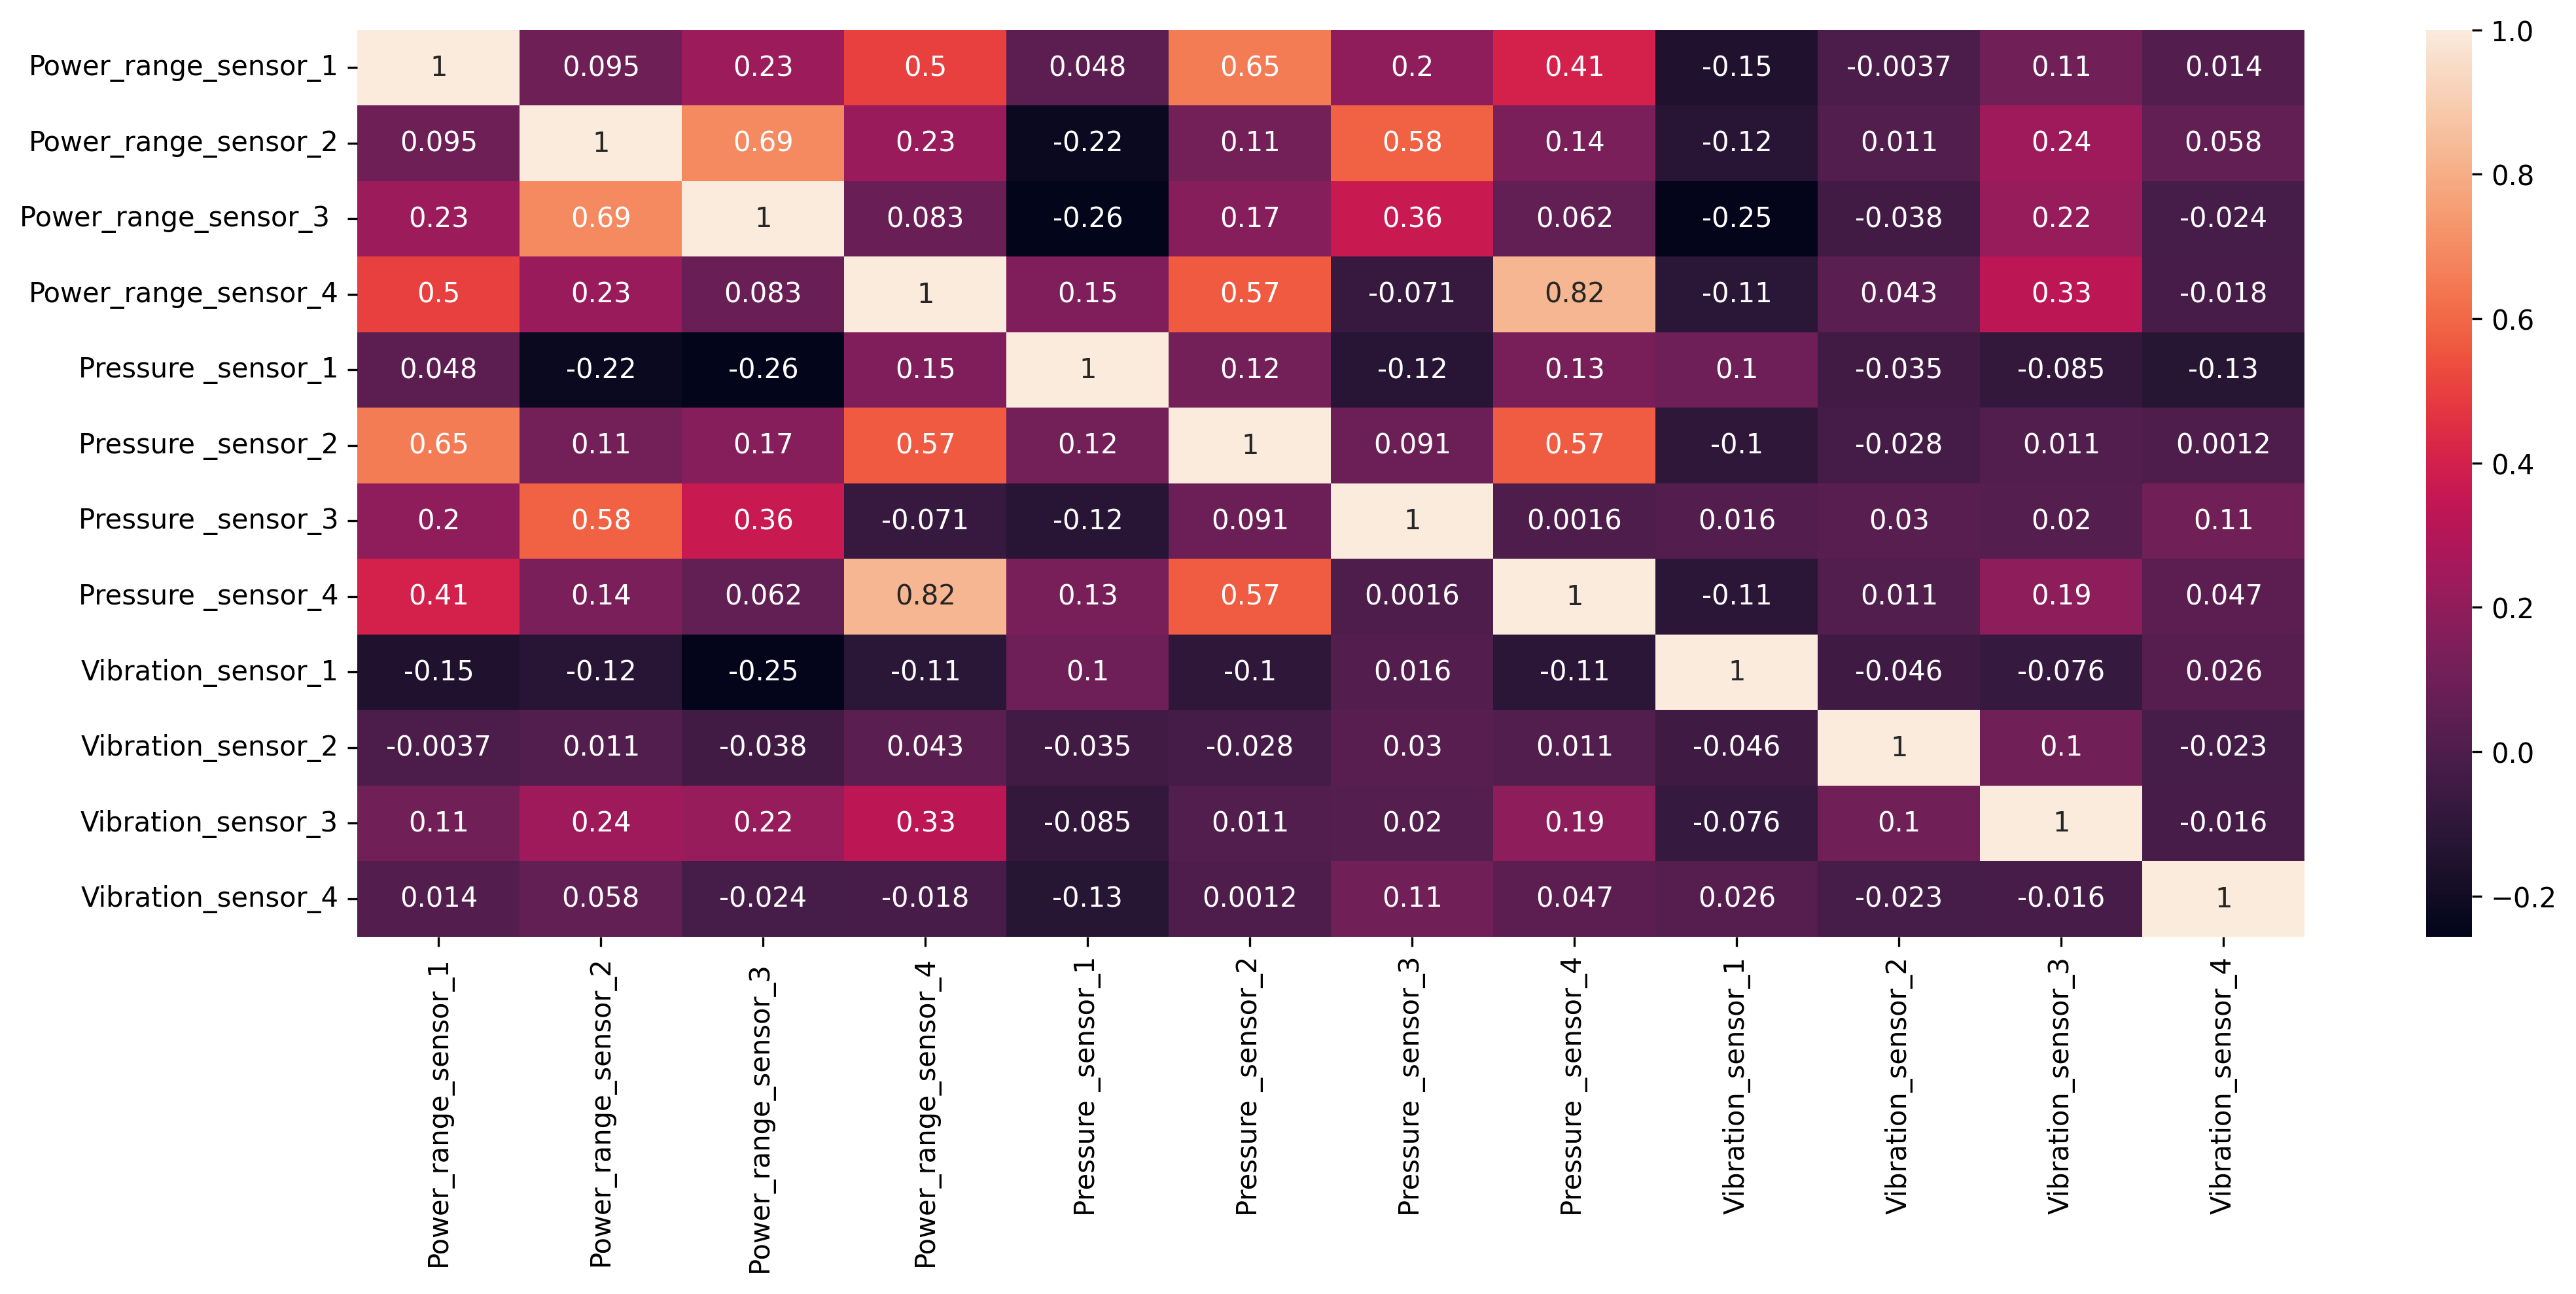 Power_range_sensor_1 1 0.095 0.23 0.5 0.048 0.65 0.2 0.41 -0.15 -0.0037 0.11 0.014
Power_range_sensor_2 0.095 1 0.69 0.23 -0.22 0.11 0.58 0.14 -0.12 0.011 0.24 0.058
Power_range_sensor_3 0.23 0.69 1 0.083 -0.26 0.17 0.36 0.062 -0.25 -0.038 0.22 -0.024
Power_range_sensor_4 0.5 0.23 0.083 1 0.15 0.57 -0.071 0.82 -0.11 0.043 0.33 -0.018
Pressure _sensor_1 0.048 -0.22 -0.26 0.15 1 0.12 -0.12 0.13 0.1 -0.035 -0.085 -0.13
Pressure _sensor_2 0.65 0.11 0.17 0.57 0.12 1 0.091 0.57 -0.1 -0.028 0.011 0.0012
Pressure _sensor_3 0.2 0.58 0.36 -0.071 -0.12 0.091 1 0.0016 0.016 0.03 0.02 0.11
Pressure _sensor_4 0.41 0.14 0.062 0.82 0.13 0.57 0.0016 1 -0.11 0.011 0.19 0.047
Vibration_sensor_1 -0.15 -0.12 -0.25 -0.11 0.1 -0.1 0.016 -0.11 1 -0.046 -0.076 0.026
Vibration_sensor_2 -0.0037 0.011 -0.038 0.043 -0.035 -0.028 0.03 0.011 -0.046 1 0.1 -0.023
Vibration_sensor_3 0.11 0.24 0.22 0.33 -0.085 0.011 0.02 0.19 -0.076 0.1 1 -0.016
Vibration_sensor_4 0.014 0.058 -0.024 -0.018 -0.13 0.0012 0.11 0.047 0.026 -0.023 -0.016 1
Power_range_sensor_1
Power_range_sensor_2
Power_range_sensor_3
Power_range_sensor_4
Pressure _sensor_1
Pressure _sensor_2
Pressure _sensor_3
Pressure _sensor_4
Vibration_sensor_1
Vibration_sensor_2
Vibration_sensor_3
Vibration_sensor_4
1.0
0.8
0.6
0.4
0.2
0.0
−0.2